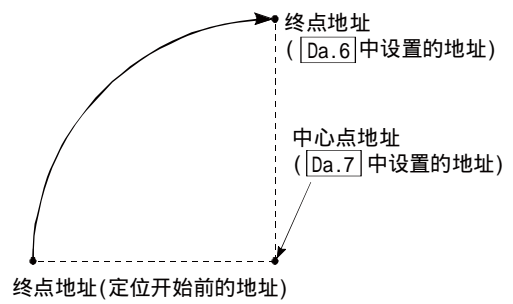 终点地址
( Da.6 中设置的地址)
中心点地址
( Da.7 中设置的地址)
终点地址(定位开始前的地址)